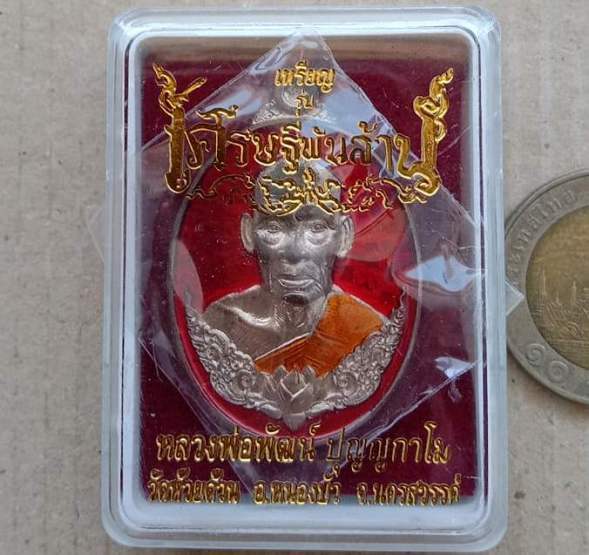 เหรียญ
รุ่น
เศรษฐีพันล้าน
หลวงพ่อพัฒน์ ปุญฺญกาโม
วัดห้วยด้วน อ.หนองบัว จ.นครสวรรค์
๑๐